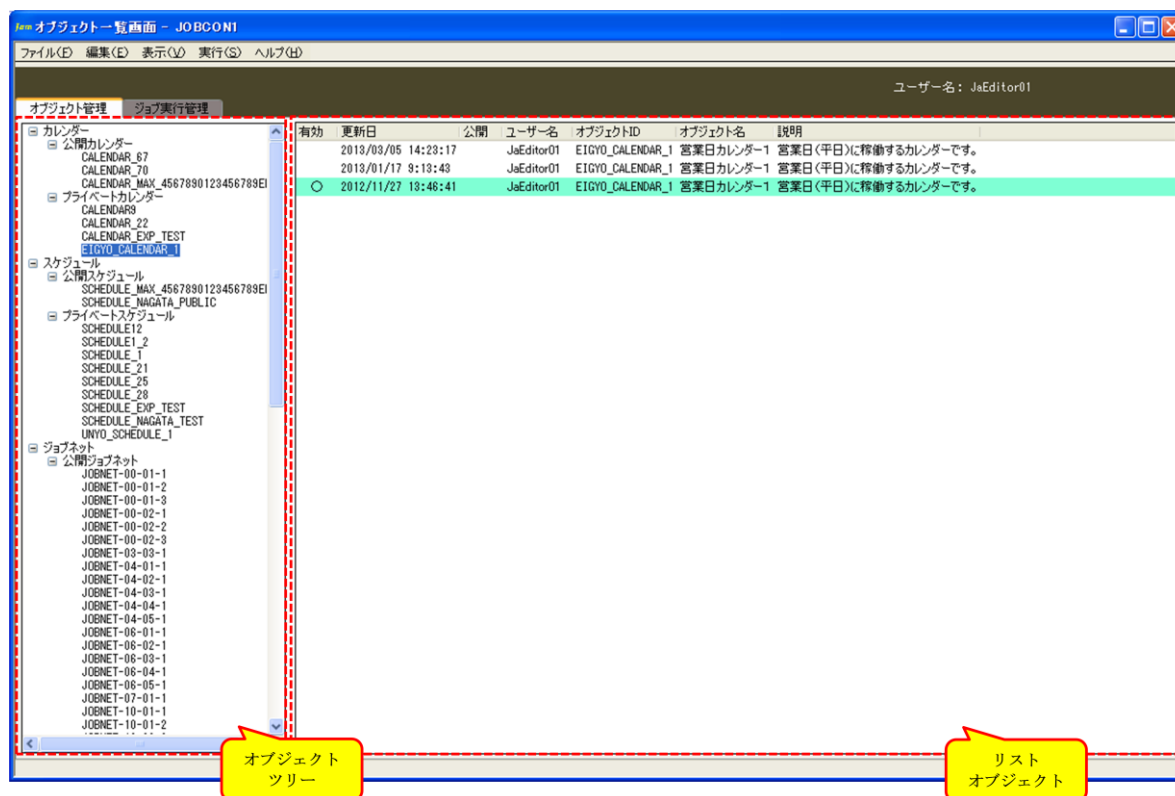 Jam オブジェクト一覧画面 - JOBCON1
ファイル(F) 編集(E) 表示(V) 実行(S) ヘルプ(H)
ユーザー名: JaEditor01
オブジェクト管理 ジョブ実行管理
カレンダー
公開カレンダー
CALENDAR_67
CALENDAR_70
CALENDAR_MAX_4567890123456789EI
プライベートカレンダー
CALENDAR9
CALENDAR_22
CALENDAR_EXP_TEST
EIGYO_CALENDAR_1
スケジュール
公開スケジュール
SCHEDULE_MAX_4567890123456789EI
SCHEDULE_NAGATA_PUBLIC
プライベートスケジュール
SCHEDULE12
SCHEDULE1_2
SCHEDULE_1
SCHEDULE_21
SCHEDULE_25
SCHEDULE_28
SCHEDULE_EXP_TEST
SCHEDULE_NAGATA_TEST
UNYO_SCHEDULE_1
ジョブネット
公開ジョブネット
JOBNET-00-01-1
JOBNET-00-01-2
JOBNET-00-01-3
JOBNET-00-02-1
JOBNET-00-02-2
JOBNET-00-02-3
JOBNET-03-03-1
JOBNET-04-01-1
JOBNET-04-02-1
JOBNET-04-03-1
JOBNET-04-04-1
JOBNET-04-05-1
JOBNET-06-01-1
JOBNET-06-02-1
JOBNET-06-03-1
JOBNET-06-04-1
JOBNET-06-05-1
JOBNET-07-01-1
JOBNET-10-01-1
JOBNET-10-01-2
有効 更新日 公開 ユーザー名 オブジェクトID オブジェクト名 説明
2013/03/05 14:23:17 JaEditor01 EIGYO_CALENDAR_1 営業日カレンダー1 営業日(平日)に稼働するカレンダーです。
2013/01/17 9:13:43 JaEditor01 EIGYO_CALENDAR_1 営業日カレンダー1 営業日(平日)に稼働するカレンダーです。
○ 2012/11/27 13:46:41 JaEditor01 EIGYO_CALENDAR_1 営業日カレンダー1 営業日(平日)に稼働するカレンダーです。
オブジェクト
ツリー
リスト
オブジェクト